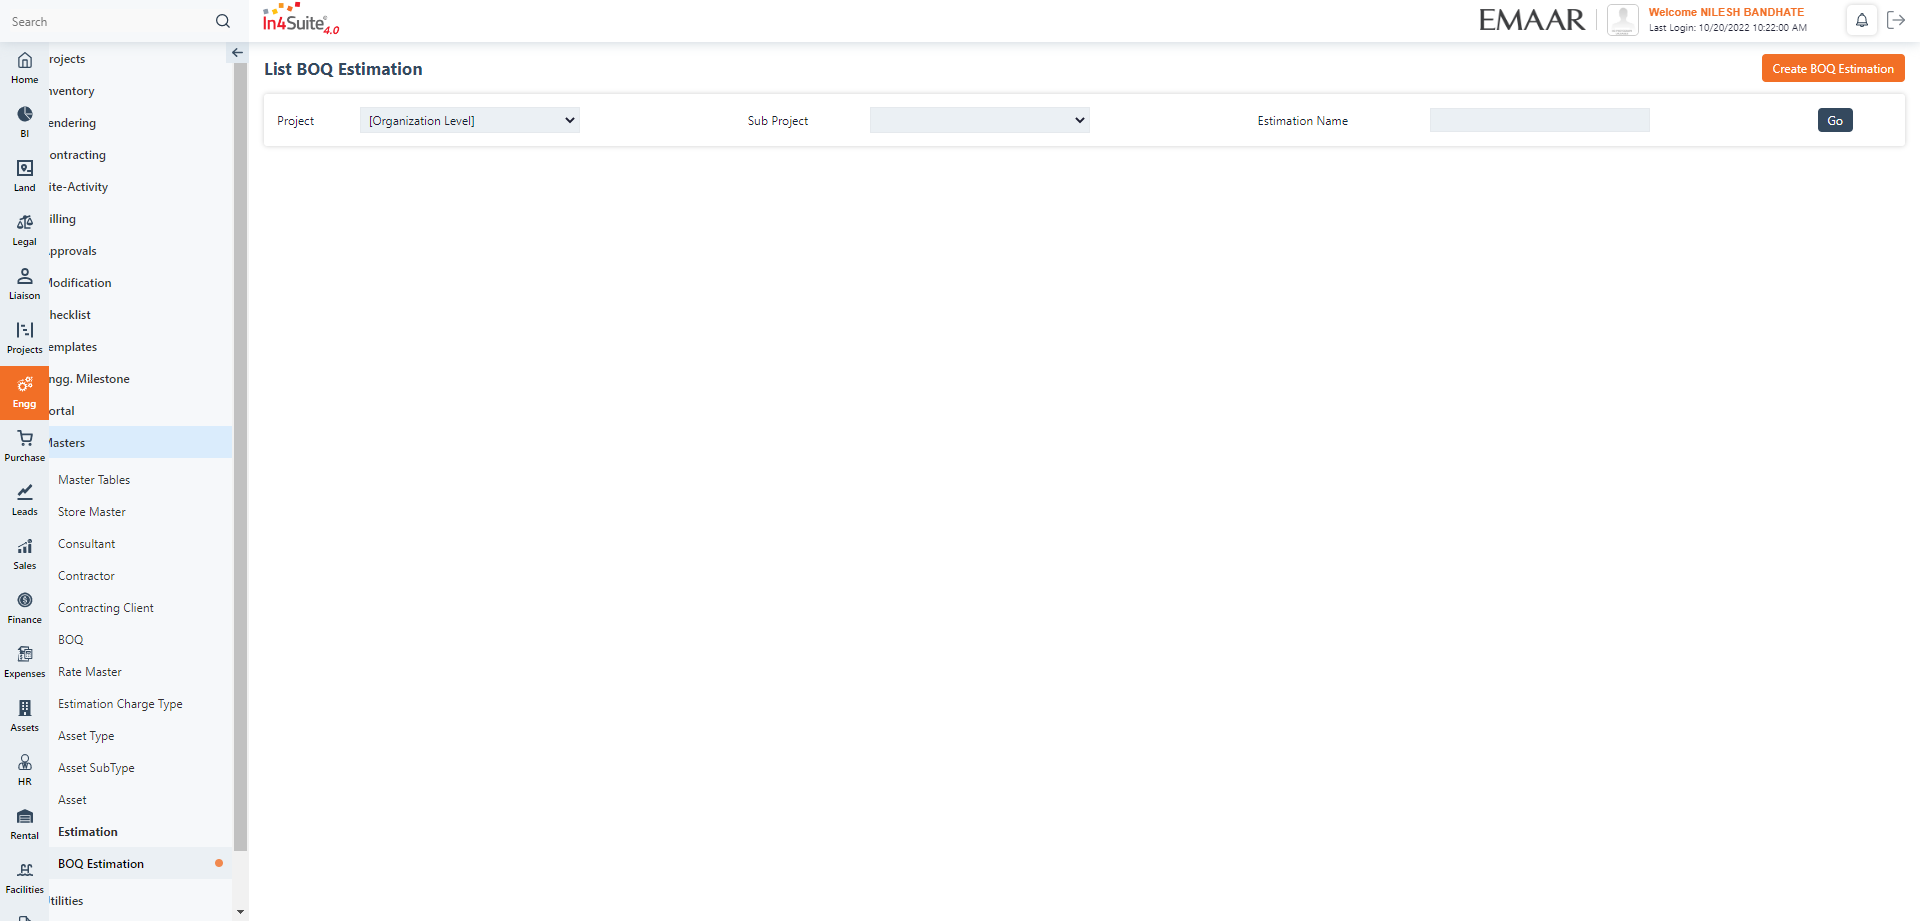 Search
In4Suite® 4.0
EMAAR
Welcome NILESH BANDHATE
Last Login: 10/20/2022 10:22:00 AM
Home
BI
Land
Legal
Liaison
Projects
Engg
Purchase
Leads
Sales
Finance
Expenses
Assets
HR
Rental
Facilities
rojects
nventory
endering
ontracting
ite-Activity
illing
pprovals
Modification
hecklist
emplates
ngg. Milestone
ortal
Masters
Master Tables
Store Master
Consultant
Contractor
Contracting Client
BOQ
Rate Master
Estimation Charge Type
Asset Type
Asset SubType
Asset
Estimation
BOQ Estimation
tilities
List BOQ Estimation
Create BOQ Estimation
Project [Organization Level] Sub Project Estimation Name Go